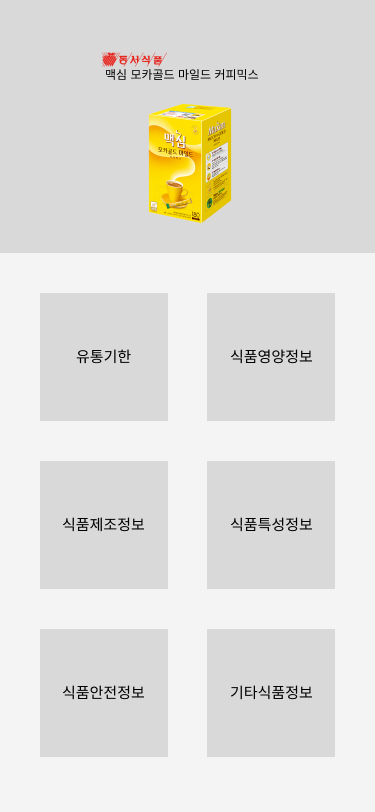 동서식품
맥심 모카골드 마일드 커피믹스
맥심
모카골드 마일드
180
유통기한
식품영양정보
식품제조정보
식품특성정보
식품안전정보
기타식품정보